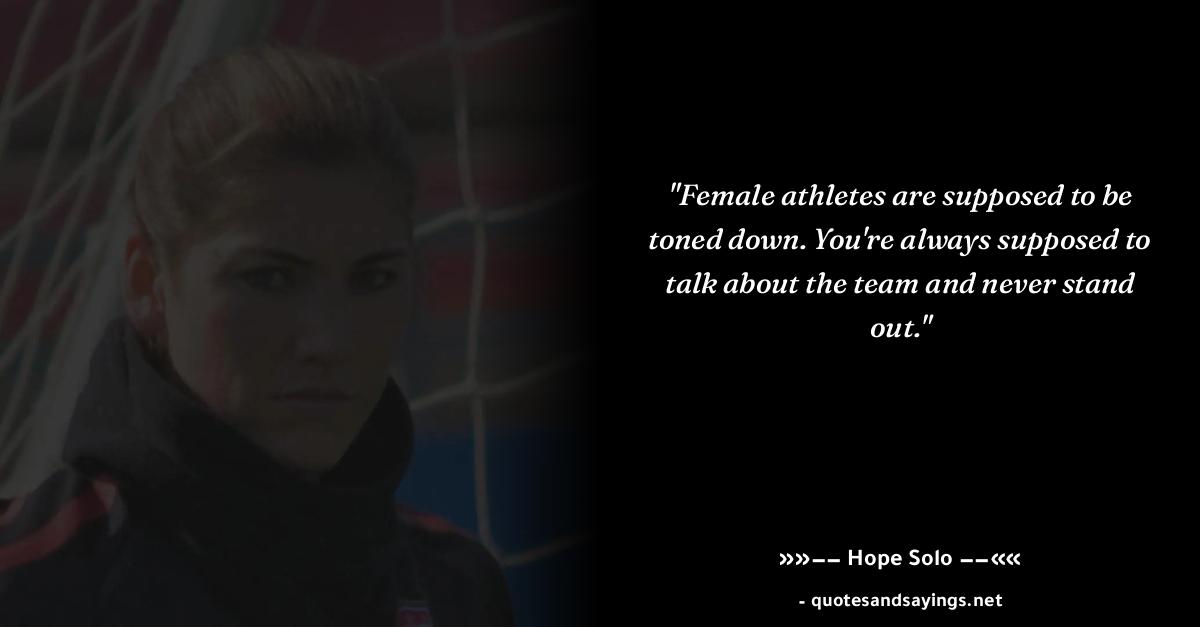 "Female athletes are supposed to be
toned down. You're always supposed to
talk about the team and never stand
out."
»»−− Hope Solo −−««
- quotesandsayings.net